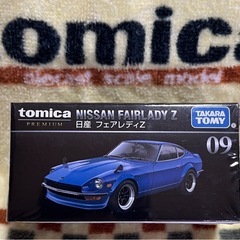 tomica
diecast scale model
tomica
PREMIUM
NISSAN FAIRLADY Z
日産 フェアレディZ
TAKARA
TOMY
09